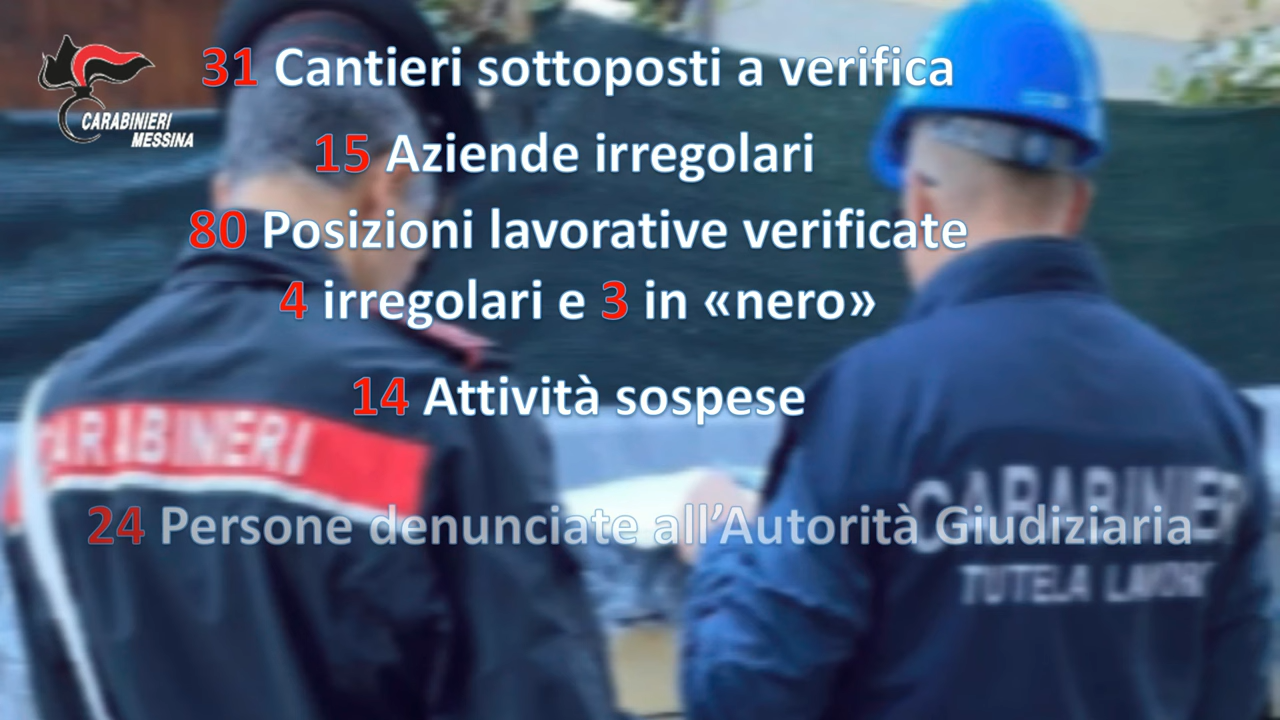 CARABINIERI
MESSINA
31 Cantieri sottoposti a verifica
15 Aziende irregolari
80 Posizioni lavorative verificate
4 irregolari e 3 in «nero»
14 Attività sospese
24 Persone denunciate all’Autorità Giudiziaria
CARABINIERI
CARABINIER
TUTELA LAVORO